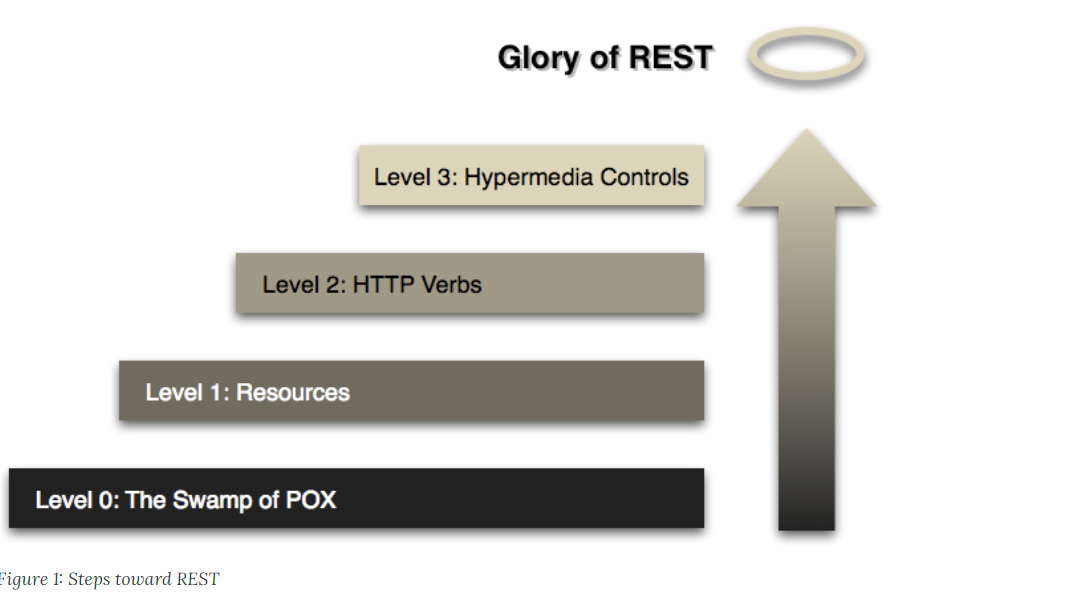 Glory of REST
Level 3: Hypermedia Controls
Level 2: HTTP Verbs
Level 1: Resources
Level 0: The Swamp of POX
Figure 1: Steps toward REST